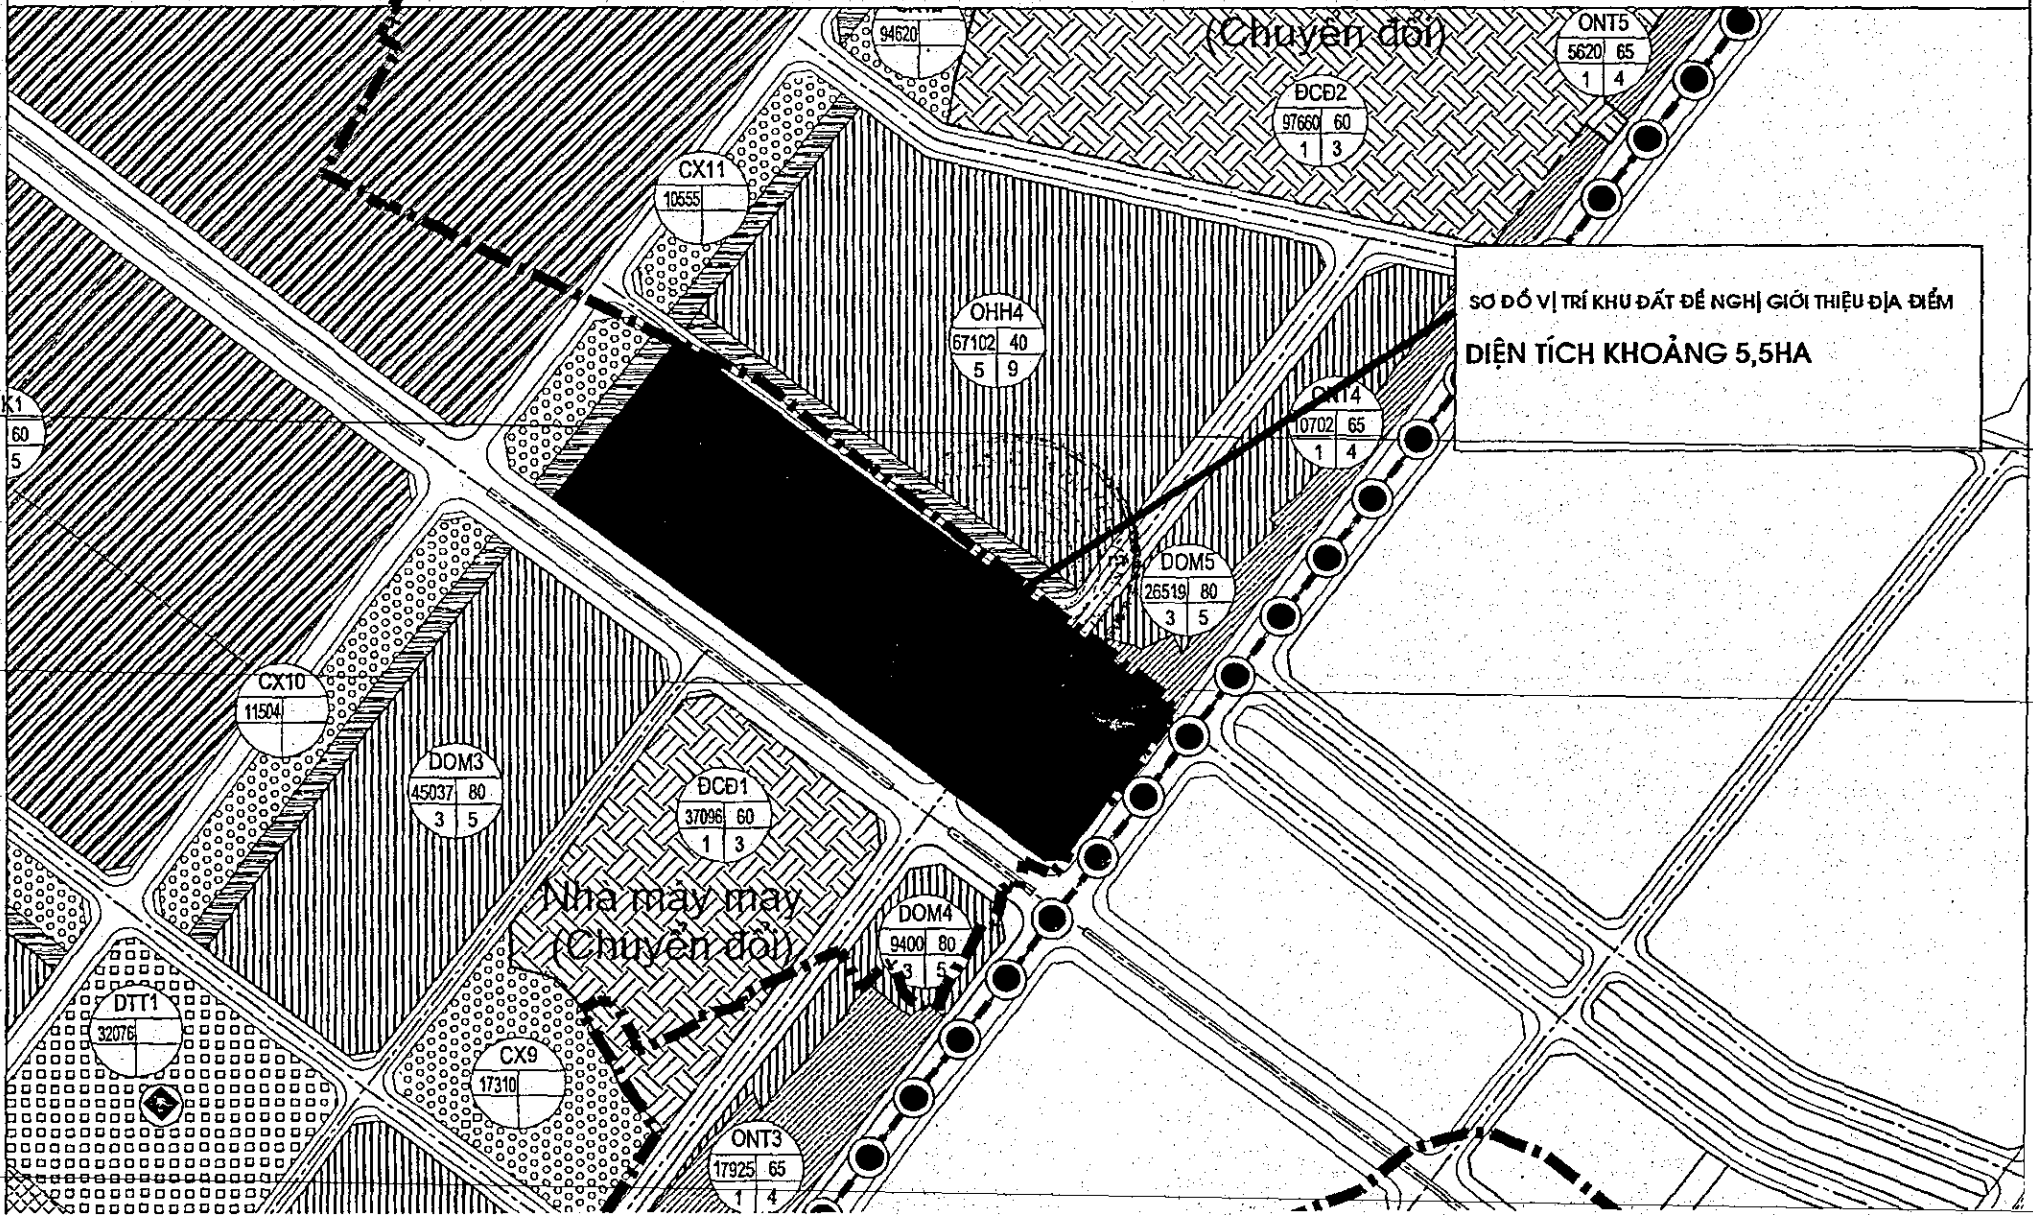 94620
(Chuyển đổi)
ONT5
5620 65
1 4
ĐCĐ2
97660 60
1 3
CX11
10555
SƠ ĐỒ VỊ TRÍ KHU ĐẤT ĐỀ NGHỊ GIỚI THIỆU ĐỊA ĐIỂM
DIỆN TÍCH KHOẢNG 5,5HA
OHH4
67102 40
5 9
ONT4
10702 65
1 4
K1
60
5
DOM5
26519 80
3 5
CX10
11504
DOM3
45037 80
3 5
ĐCĐ1
37096 60
1 3
Nhà máy may
(Chuyển đổi)
DOM4
9400 80
3 5
DTT1
32076
CX9
17310
ONT3
17925 65
1 4